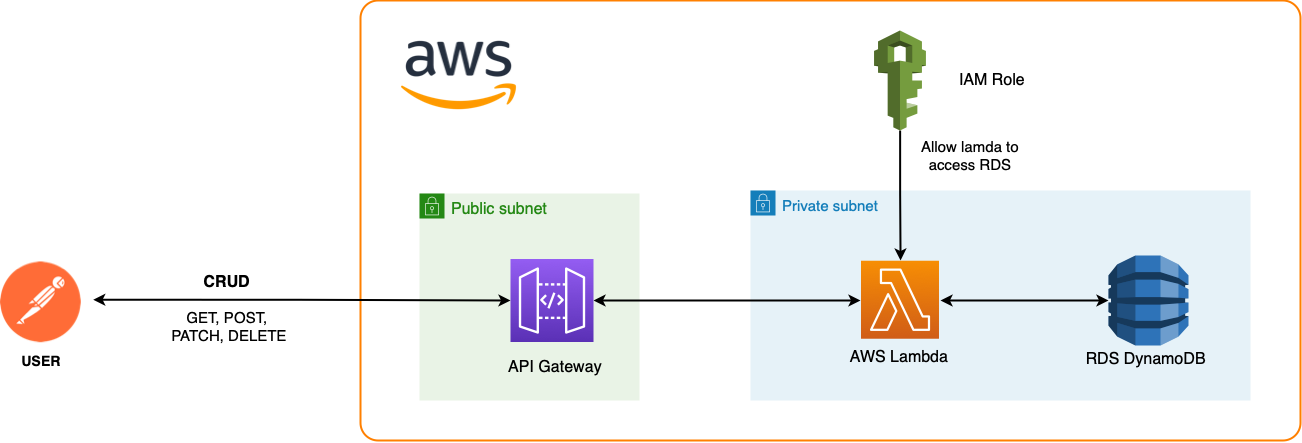 aws
IAM Role
Allow lamda to
access RDS
Public subnet
Private subnet
CRUD
GET, POST,
PATCH, DELETE
USER
</>
API Gateway
AWS Lambda
RDS DynamoDB